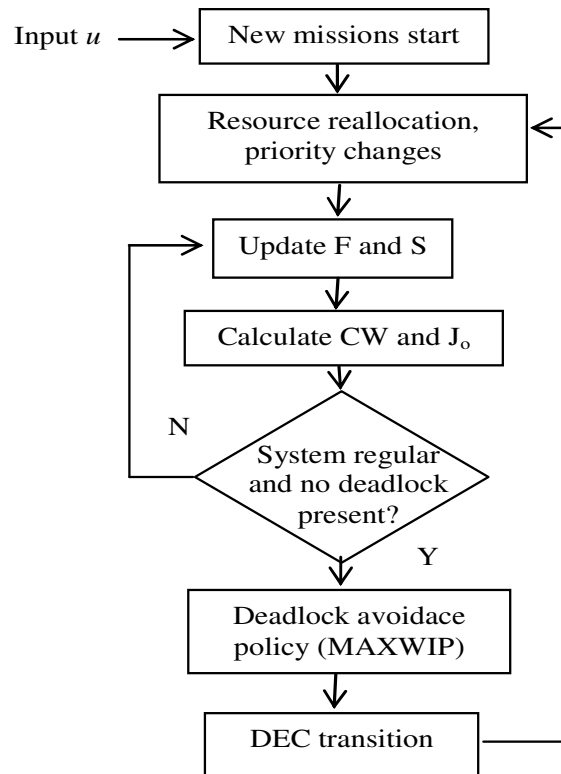 Input u
New missions start
Resource reallocation,
priority changes
Update F and S
Calculate CW and Jₒ
N
System regular
and no deadlock
present?
Y
Deadlock avoidace
policy (MAXWIP)
DEC transition